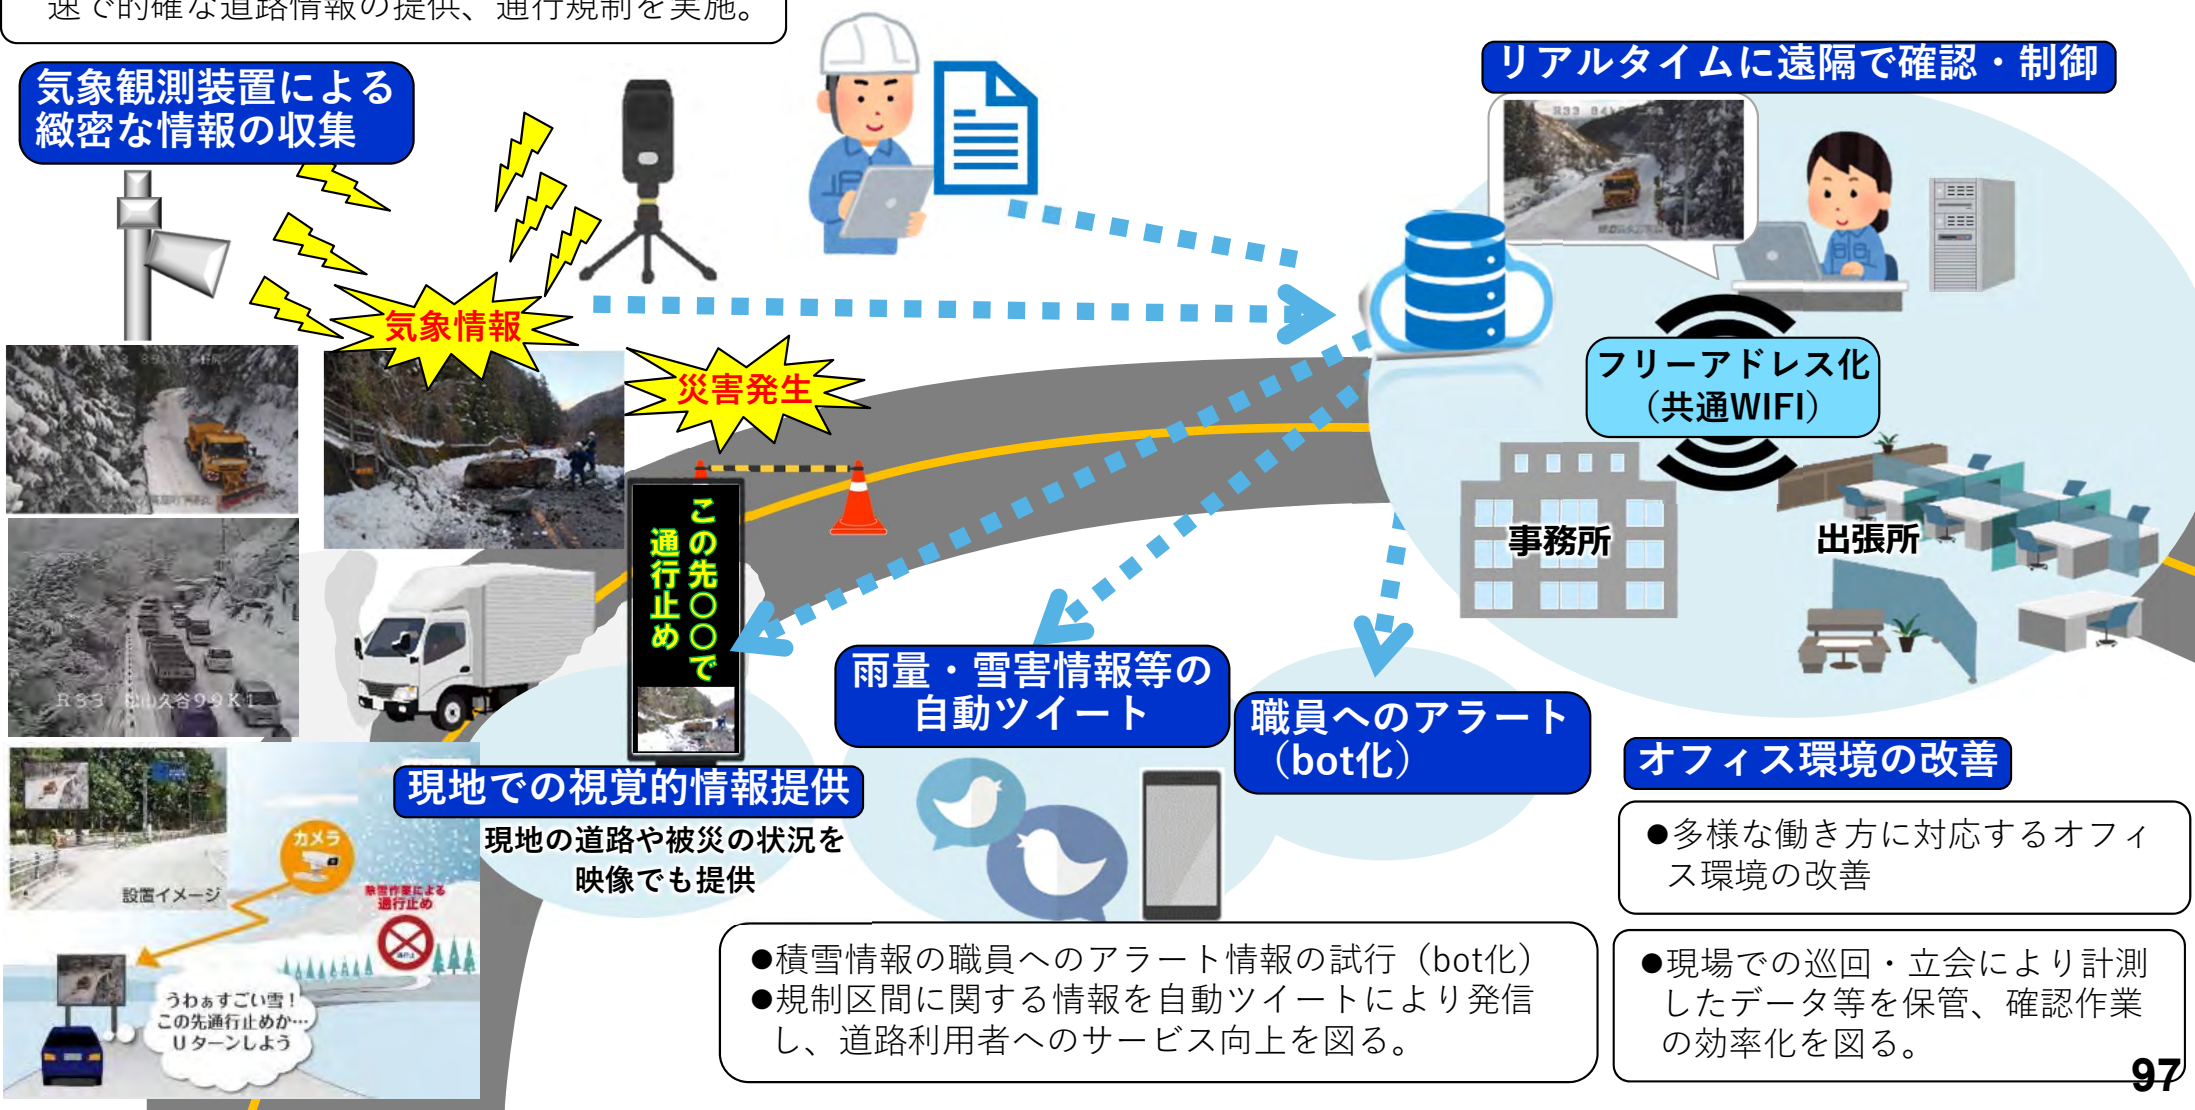 速で的確な道路情報の提供、通行規制を実施。
気象観測装置による
緻密な情報の収集
リアルタイムに遠隔で確認・制御
気象情報
災害発生
フリーアドレス化
（共通WIFI）
事務所
出張所
この先〇〇〇で
通行止め
R33
久谷99K1
雨量・雪害情報等の
自動ツイート
職員へのアラート
（bot化）
現地での視覚的情報提供
現地の道路や被災の状況を
映像でも提供
オフィス環境の改善
●多様な働き方に対応するオフィ
ス環境の改善
カメラ
設置イメージ
除雪作業による
通行止め
通行止
うわぁすごい雪！
この先通行止めか…
Uターンしよう
●積雪情報の職員へのアラート情報の試行（bot化）
●規制区間に関する情報を自動ツイートにより発信
し、道路利用者へのサービス向上を図る。
●現場での巡回・立会により計測
したデータ等を保管、確認作業
の効率化を図る。
97